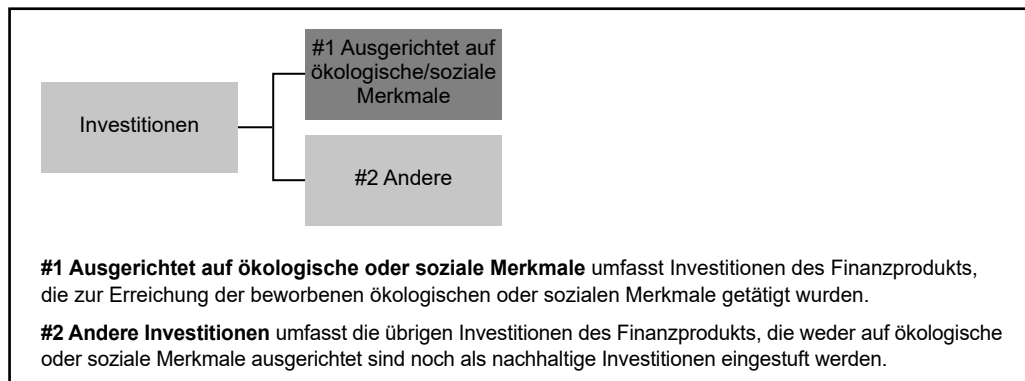 #1 Ausgerichtet auf
ökologische/soziale
Merkmale
Investitionen
#2 Andere
#1 Ausgerichtet auf ökologische oder soziale Merkmale umfasst Investitionen des Finanzprodukts,
die zur Erreichung der beworbenen ökologischen oder sozialen Merkmale getätigt wurden.
#2 Andere Investitionen umfasst die übrigen Investitionen des Finanzprodukts, die weder auf ökologische
oder soziale Merkmale ausgerichtet sind noch als nachhaltige Investitionen eingestuft werden.